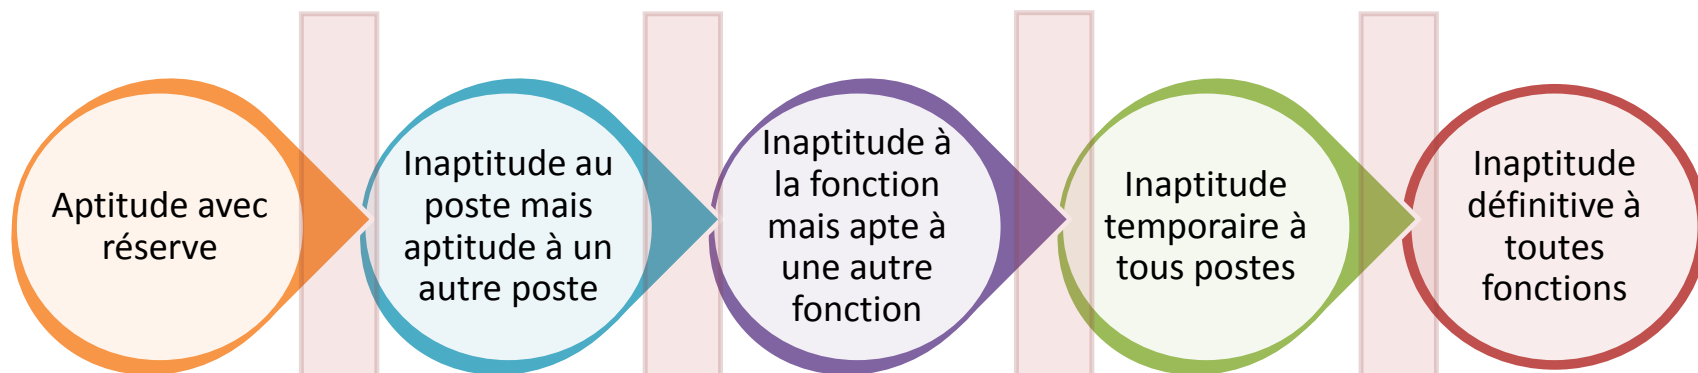 Aptitude avec
réserve
Inaptitude au
poste mais
aptitude à un
autre poste
Inaptitude à
la fonction
mais apte à
une autre
fonction
Inaptitude
temporaire à
tous postes
Inaptitude
définitive à
toutes
fonctions